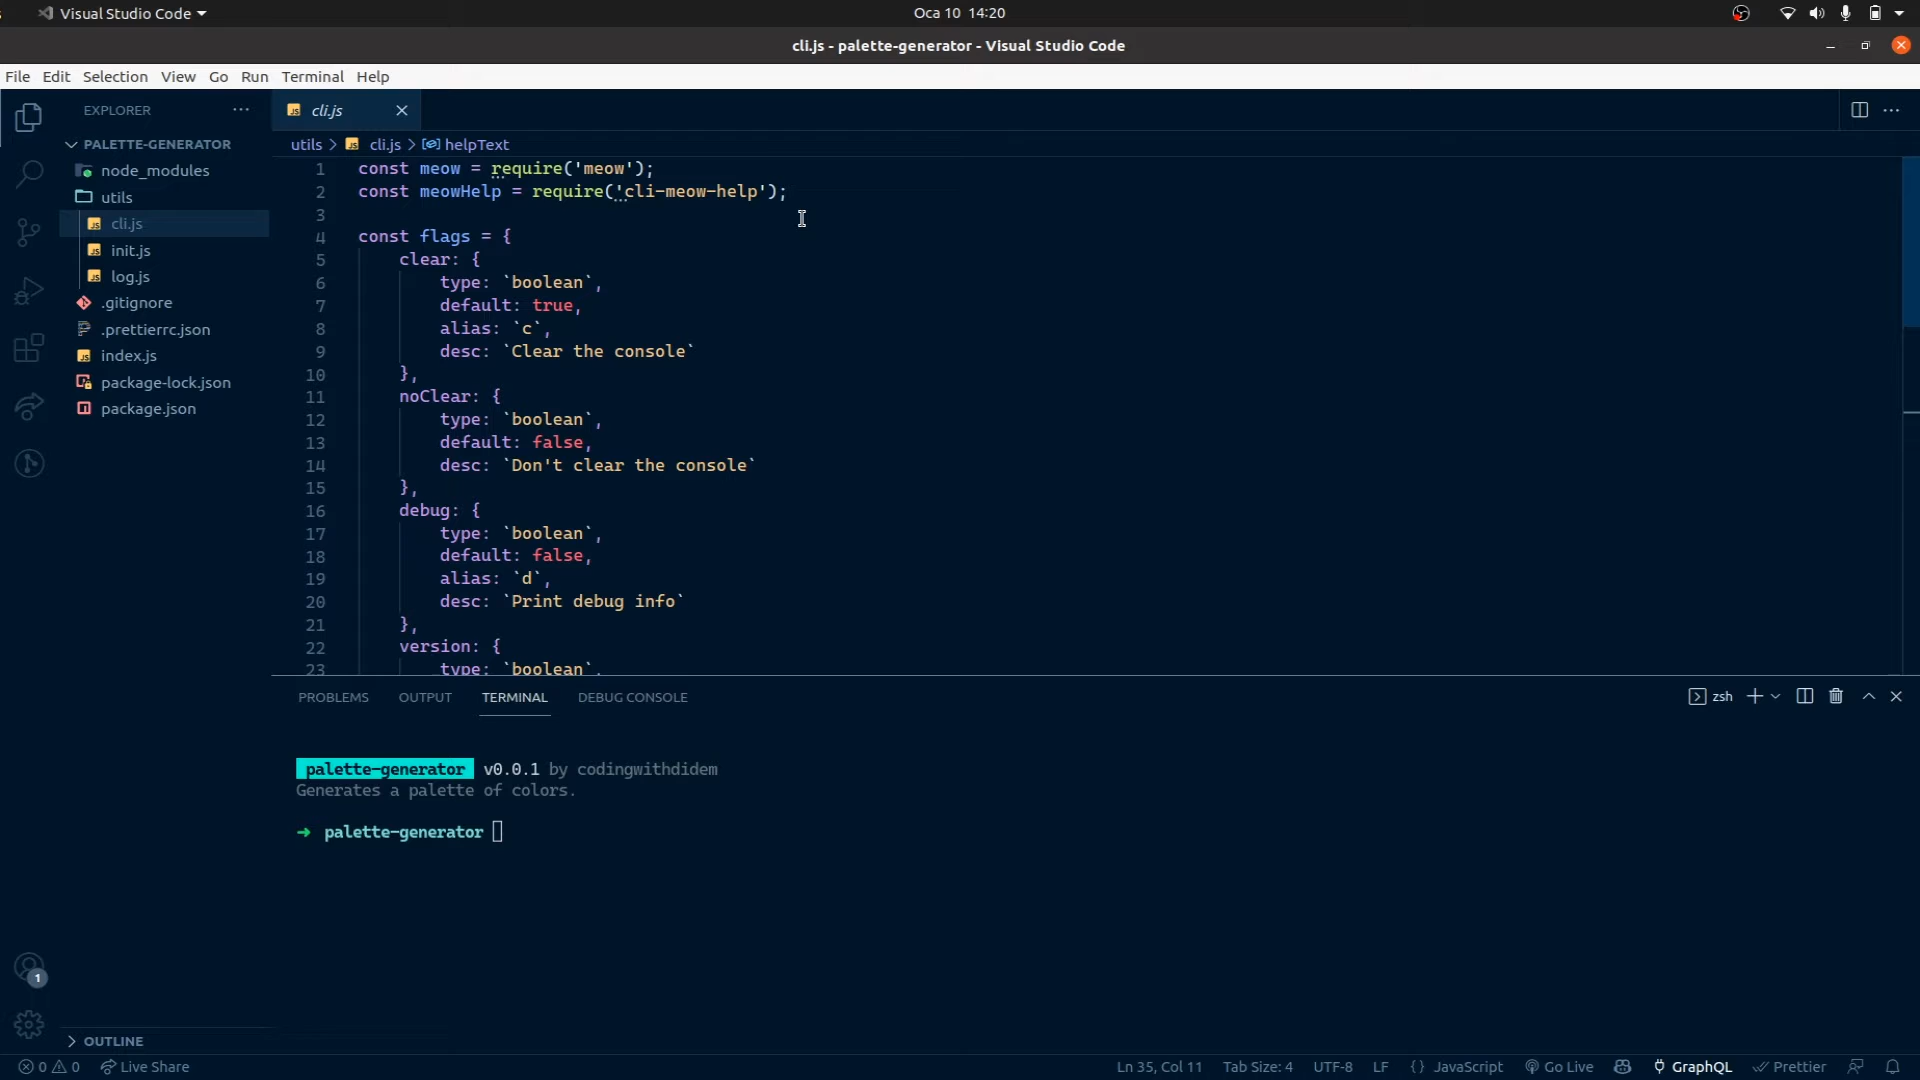 Visual Studio Code
Oca 10 14:20
cli.js - palette-generator - Visual Studio Code
File Edit Selection View Go Run Terminal Help
EXPLORER
PALETTE-GENERATOR
node_modules
utils
cli.js
init.js
log.js
.gitignore
.prettierrc.json
index.js
package-lock.json
package.json
OUTLINE
cli.js
utils > cli.js > helpText
1 const meow = require('meow');
2 const meowHelp = require('cli-meow-help');
3
4 const flags = {
5 clear: {
6 type: `boolean`,
7 default: true,
8 alias: `c`,
9 desc: `Clear the console`
10 },
11 noClear: {
12 type: `boolean`,
13 default: false,
14 desc: `Don't clear the console`
15 },
16 debug: {
17 type: `boolean`,
18 default: false,
19 alias: `d`,
20 desc: `Print debug info`
21 },
22 version: {
23 type: `boolean`,
PROBLEMS OUTPUT TERMINAL DEBUG CONSOLE
zsh
palette-generator v0.0.1 by codingwithdidem
Generates a palette of colors.
➜ palette-generator
1
0 0 Live Share
Ln 35, Col 11 Tab Size: 4 UTF-8 LF {} JavaScript Go Live GraphQL Prettier